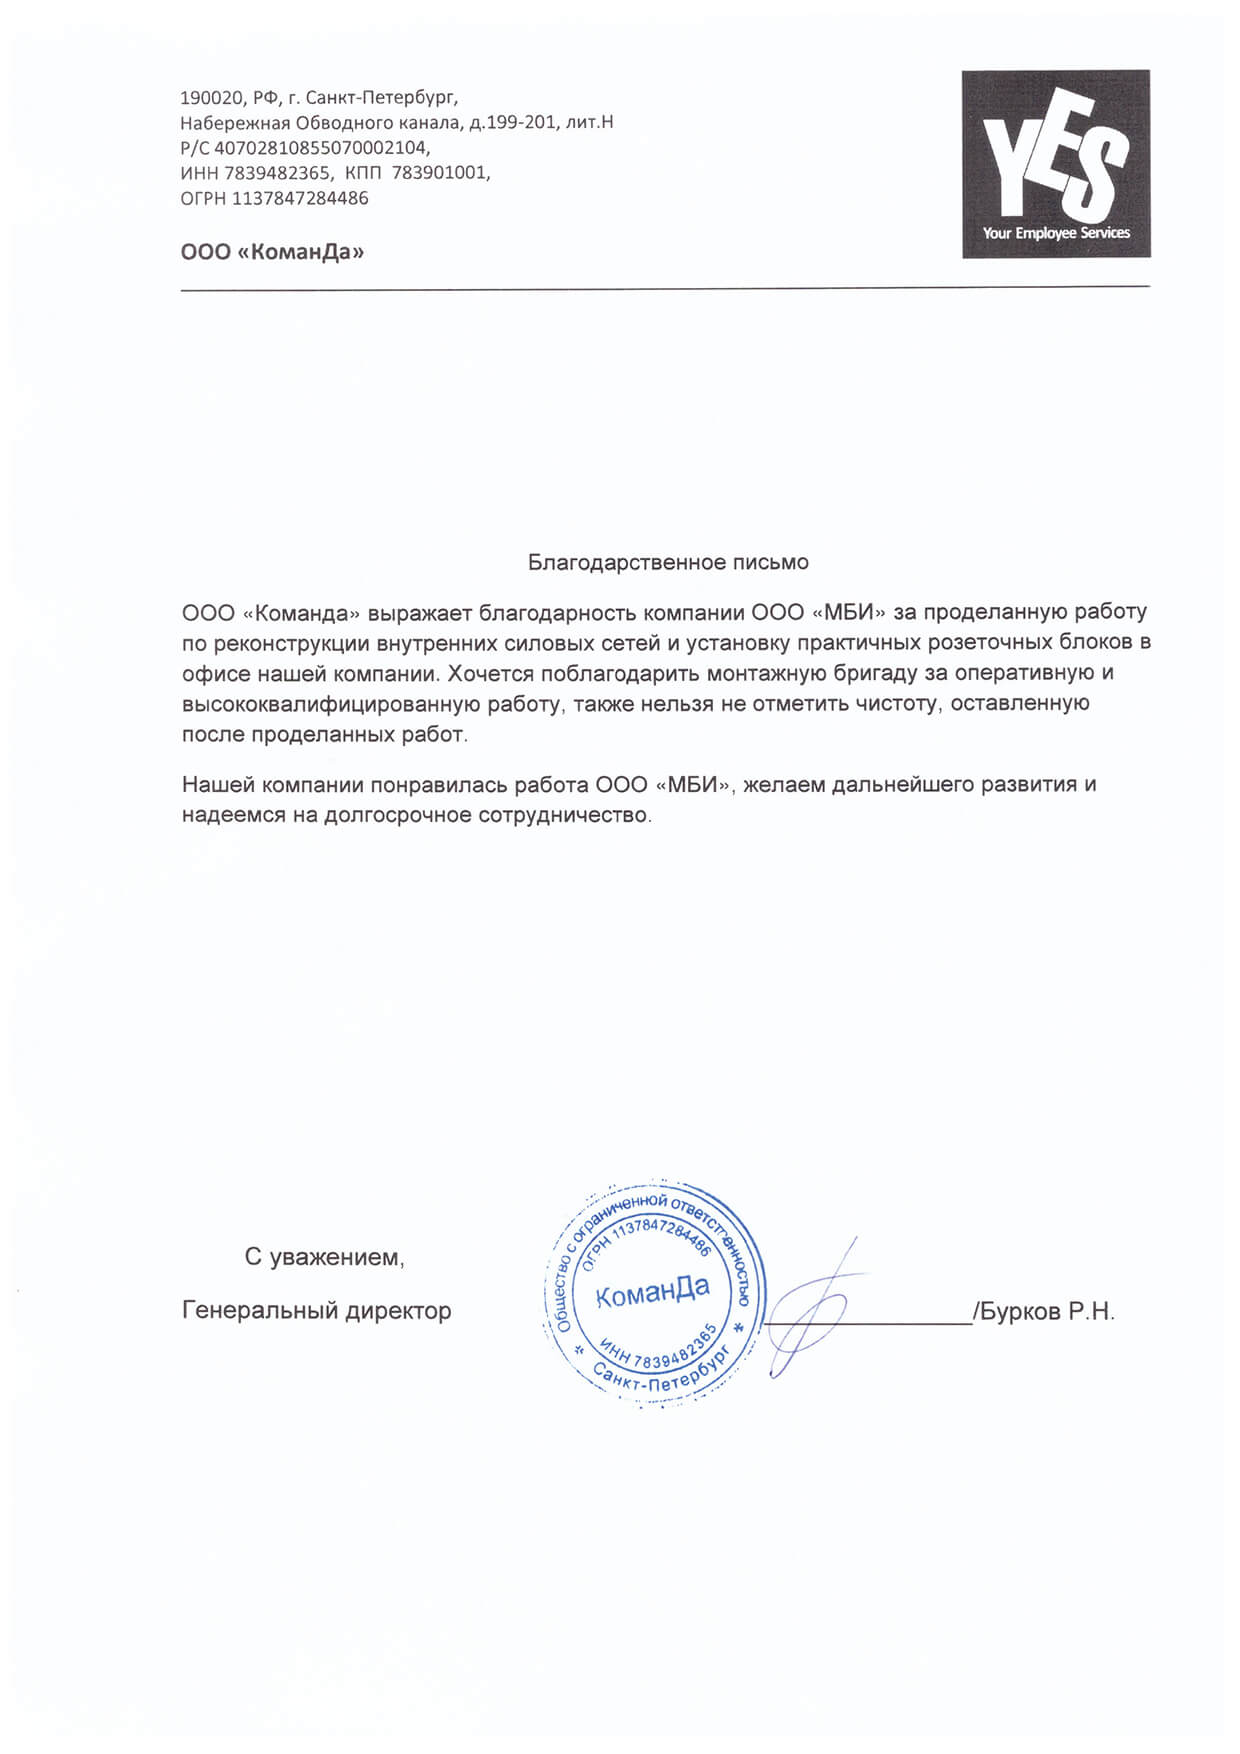 190020, РФ, г. Санкт-Петербург,
Набережная Обводного канала, д.199-201, лит.Н
Р/С 40702810855070002104,
ИНН 7839482365, КПП 783901001,
ОГРН 1137847284486
ООО «КоманДа»
YES
Your Employee Services
Благодарственное письмо
ООО «Команда» выражает благодарность компании ООО «МБИ» за проделанную работу
по реконструкции внутренних силовых сетей и установку практичных розеточных блоков в
офисе нашей компании. Хочется поблагодарить монтажную бригаду за оперативную и
высококвалифицированную работу, также нельзя не отметить чистоту, оставленную
после проделанных работ.
Нашей компании понравилась работа ООО «МБИ», желаем дальнейшего развития и
надеемся на долгосрочное сотрудничество.
С уважением,
Генеральный директор
/Бурков Р.Н.
Общество с ограниченной ответственностью
ОГРН 1137847284486
КоманДа
ИНН 7839482365
* Санкт-Петербург *